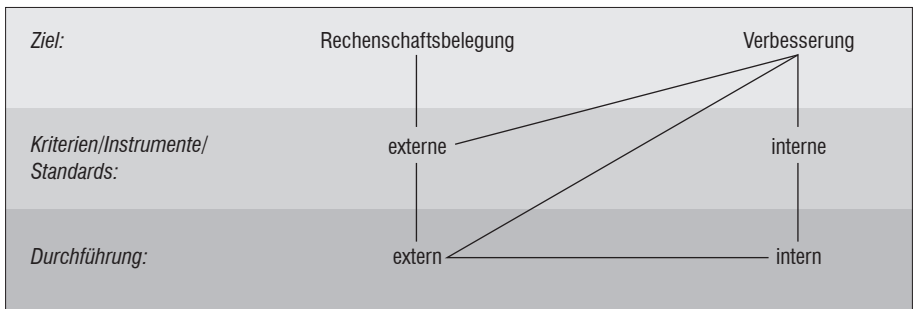 Ziel: Rechenschaftsbelegung Verbesserung
Kriterien/Instrumente/ externe interne
Standards:
Durchführung: extern intern